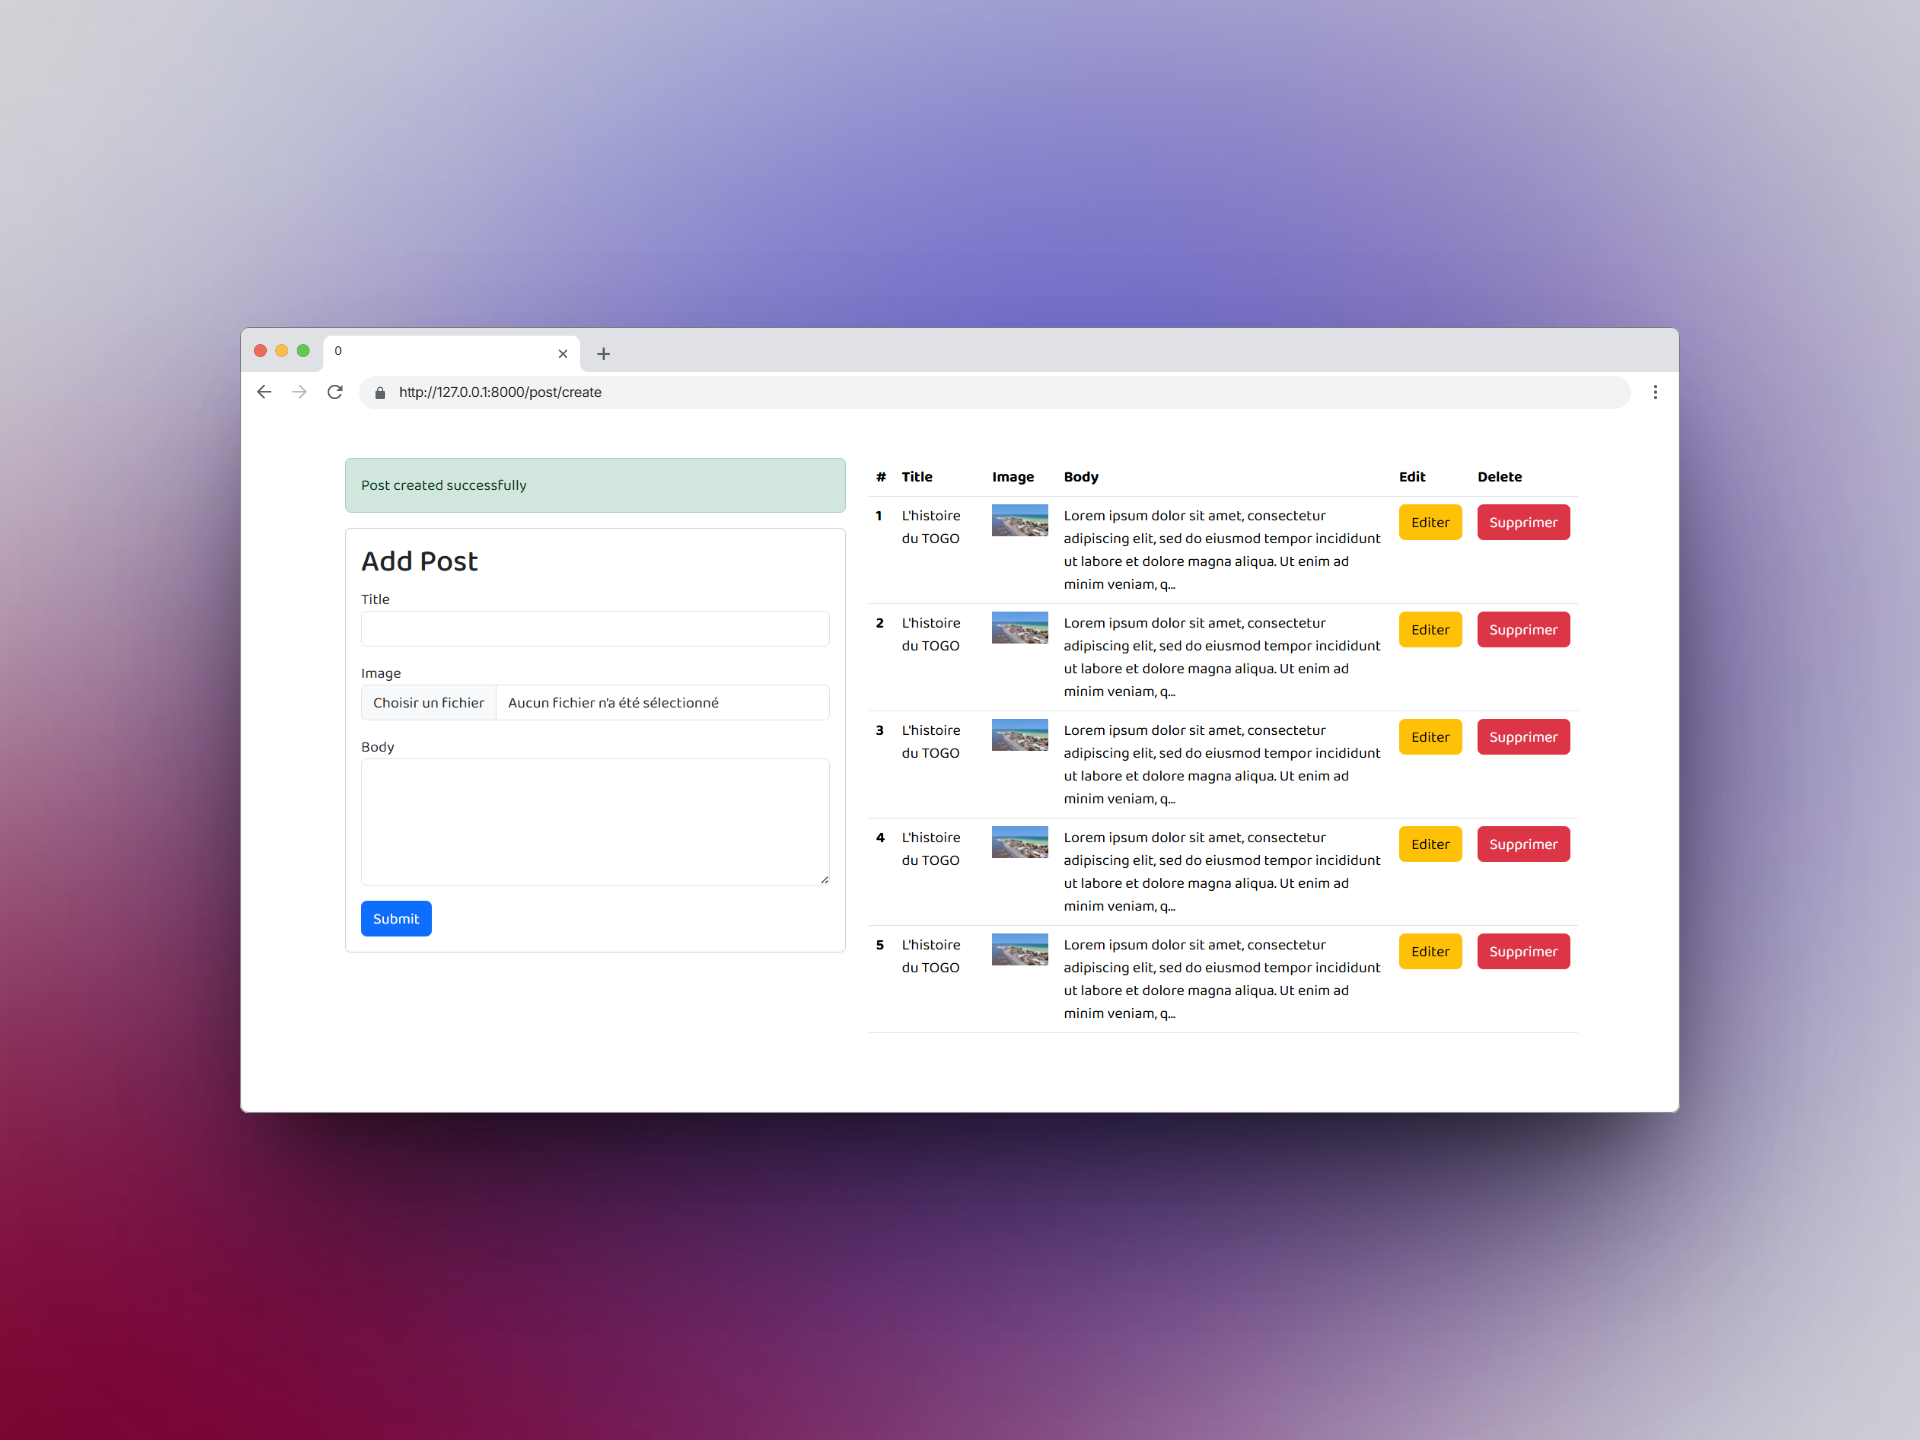 0
http://127.0.0.1:8000/post/create
Post created successfully
Add Post
Title
Image
Choisir un fichier Aucun fichier n'a été sélectionné
Body
Submit
# Title Image Body Edit Delete
1 L'histoire Lorem ipsum dolor sit amet, consectetur Editer Supprimer
du TOGO adipiscing elit, sed do eiusmod tempor incididunt
ut labore et dolore magna aliqua. Ut enim ad
minim veniam, q...
2 L'histoire Lorem ipsum dolor sit amet, consectetur Editer Supprimer
du TOGO adipiscing elit, sed do eiusmod tempor incididunt
ut labore et dolore magna aliqua. Ut enim ad
minim veniam, q...
3 L'histoire Lorem ipsum dolor sit amet, consectetur Editer Supprimer
du TOGO adipiscing elit, sed do eiusmod tempor incididunt
ut labore et dolore magna aliqua. Ut enim ad
minim veniam, q...
4 L'histoire Lorem ipsum dolor sit amet, consectetur Editer Supprimer
du TOGO adipiscing elit, sed do eiusmod tempor incididunt
ut labore et dolore magna aliqua. Ut enim ad
minim veniam, q...
5 L'histoire Lorem ipsum dolor sit amet, consectetur Editer Supprimer
du TOGO adipiscing elit, sed do eiusmod tempor incididunt
ut labore et dolore magna aliqua. Ut enim ad
minim veniam, q...